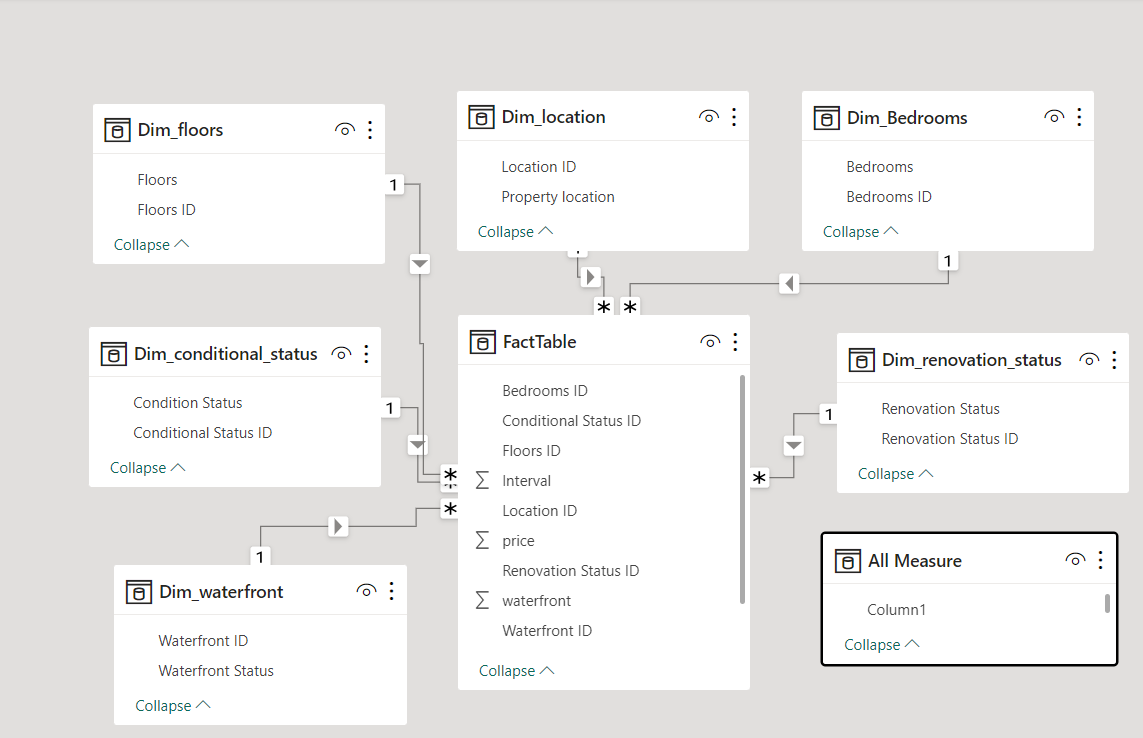 Dim_floors
Floors
Floors ID
Collapse
1
Dim_location
Location ID
Property location
Collapse
1
Dim_Bedrooms
Bedrooms
Bedrooms ID
Collapse
1
*
*
Dim_conditional_status
Condition Status
Conditional Status ID
Collapse
1
FactTable
Bedrooms ID
Conditional Status ID
Floors ID
Σ Interval
Location ID
Σ price
Renovation Status ID
Σ waterfront
Waterfront ID
Collapse
*
*
*
*
Dim_renovation_status
Renovation Status
Renovation Status ID
Collapse
1
1
Dim_waterfront
Waterfront ID
Waterfront Status
Collapse
All Measure
Column1
Collapse